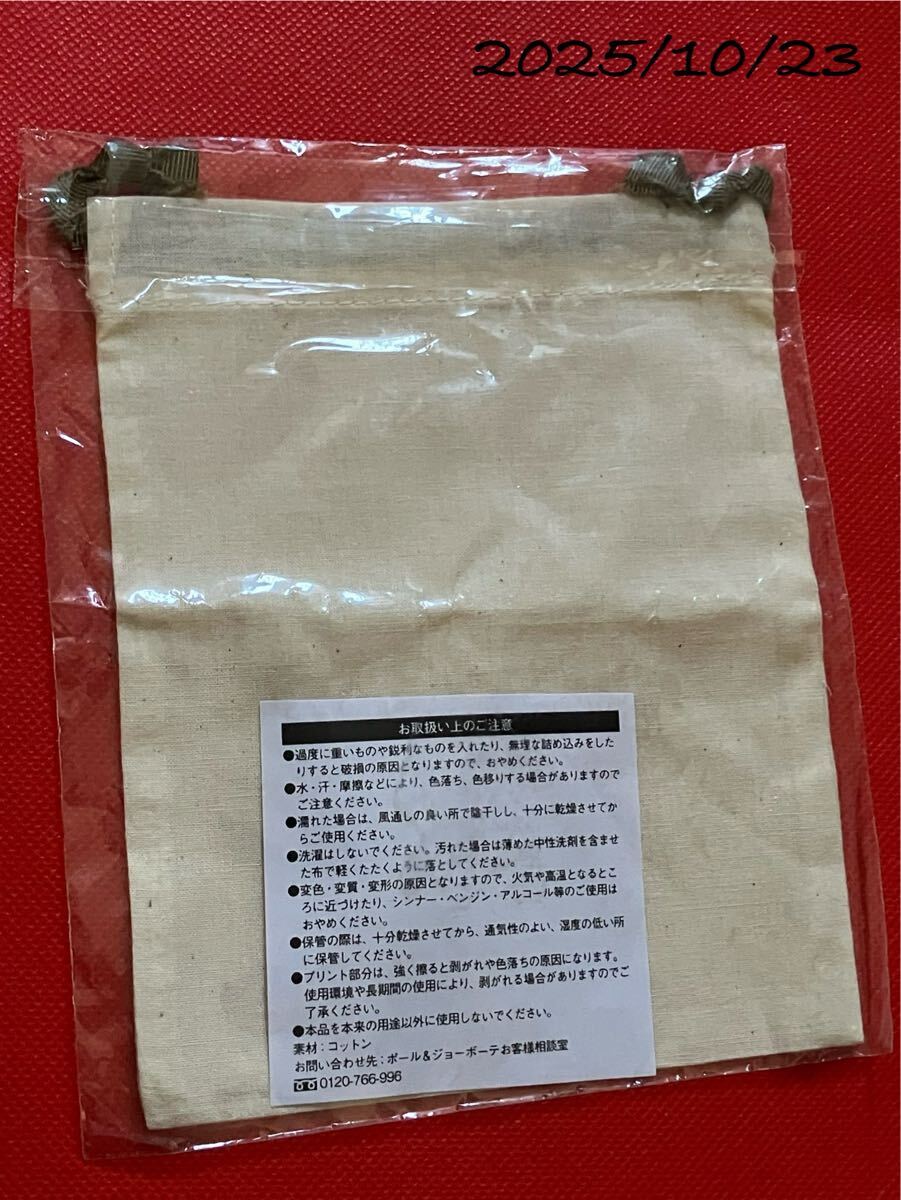 2025/10/23
お取扱い上のご注意
●過度に重いものや鋭利なものを入れたり、無理な詰め込みをした
りすると破損の原因となりますので、おやめください。
●水・汗・摩擦などにより、色落ち、色移りする場合がありますので
ご注意ください。
●濡れた場合は、風通しの良い所で陰干しし、十分に乾燥させてか
らご使用ください。
●洗濯はしないでください。汚れた場合は薄めた中性洗剤を含ませ
た布で軽くたたくように落としてください。
●変色・変質・変形の原因となりますので、火気や高温となるとこ
ろに近づけたり、シンナー・ベンジン・アルコール等のご使用は
おやめください。
●保管の際は、十分乾燥させてから、通気性のよい、湿度の低い所
に保管してください。
●プリント部分は、強く擦ると剥がれや色落ちの原因になります。
使用環境や長期間の使用により、剥がれる場合がありますのでご
了承ください。
●本品を本来の用途以外に使用しないでください。
素材：コットン
お問い合わせ先：ポール＆ジョーボーテお客様相談室
0120-766-996